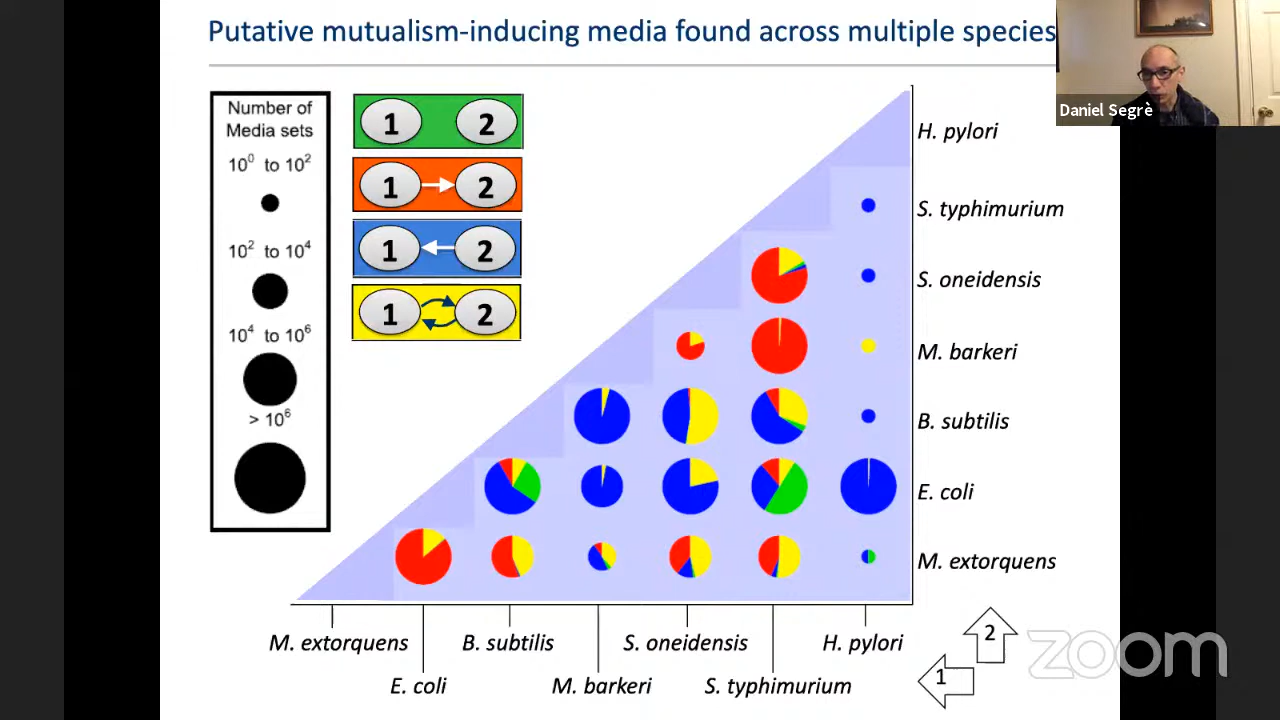 Putative mutualism-inducing media found across multiple species
Daniel Segrè
Number of
Media sets
10⁰ to 10²
10² to 10⁴
10⁴ to 10⁶
> 10⁶
1 2
1 2
1 2
1 2
H. pylori
S. typhimurium
S. oneidensis
M. barkeri
B. subtilis
E. coli
M. extorquens
M. extorquens
B. subtilis
S. oneidensis
H. pylori
E. coli
M. barkeri
S. typhimurium
2
1
zoom